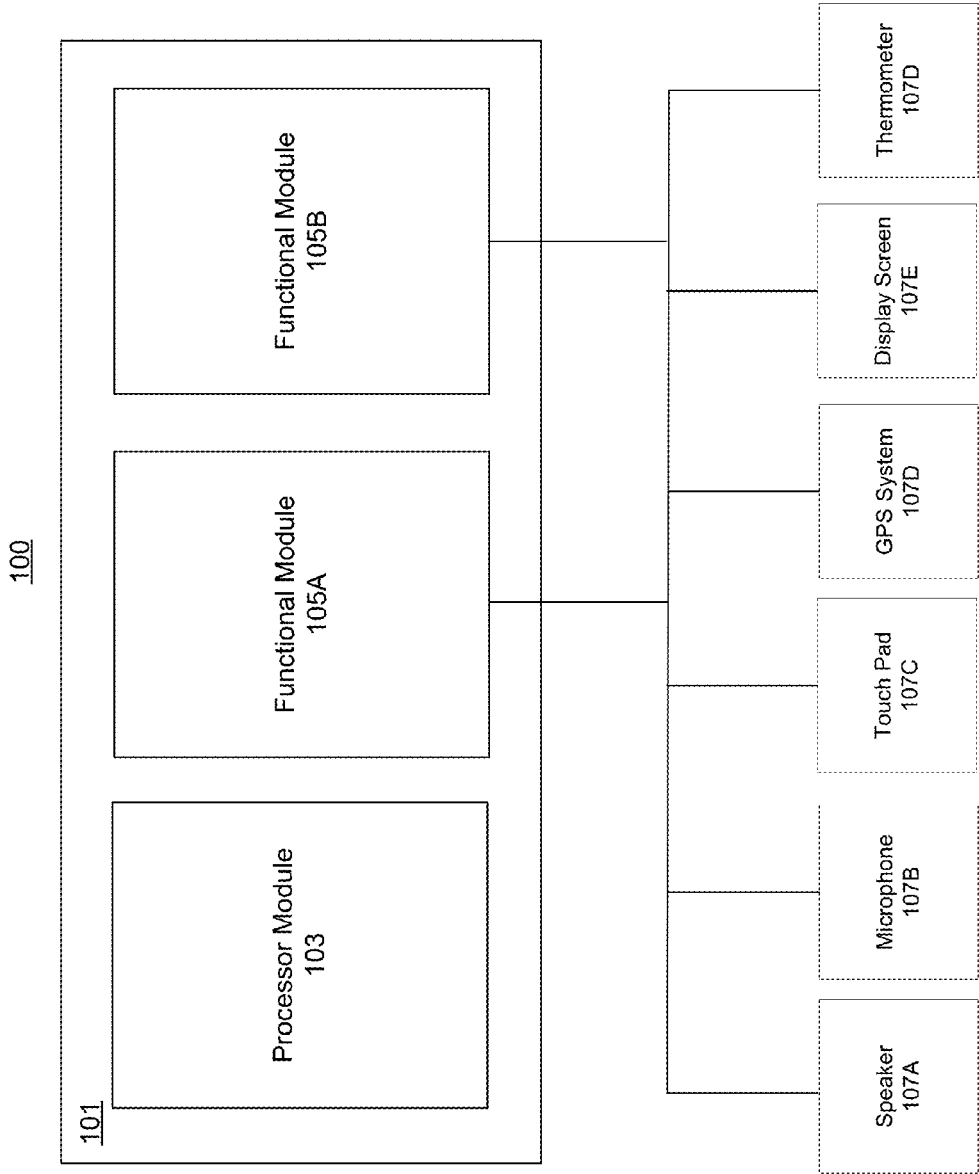 100
101
Processor Module
103
Functional Module
105A
Functional Module
105B
Speaker
107A
Microphone
107B
Touch Pad
107C
GPS System
107D
Display Screen
107E
Thermometer
107D